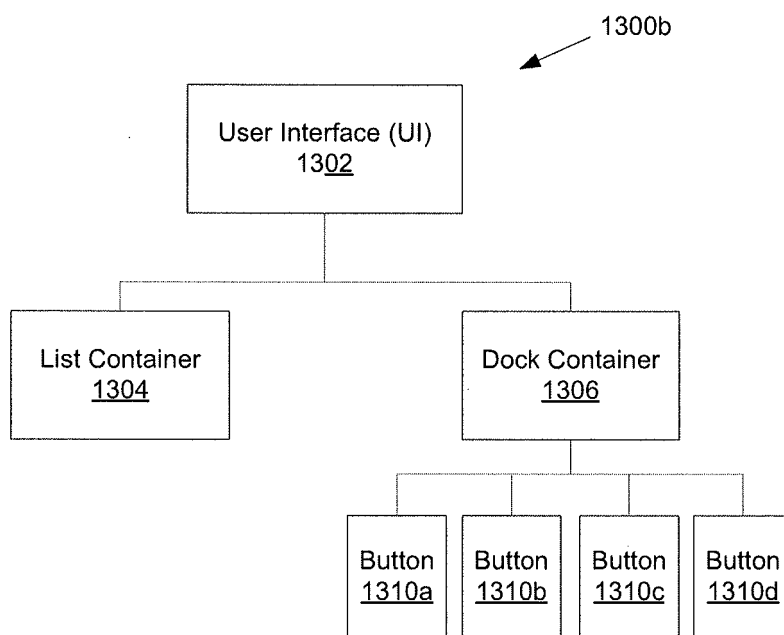 1300b
User Interface (UI)
1302
List Container
1304
Dock Container
1306
Button
1310a
Button
1310b
Button
1310c
Button
1310d